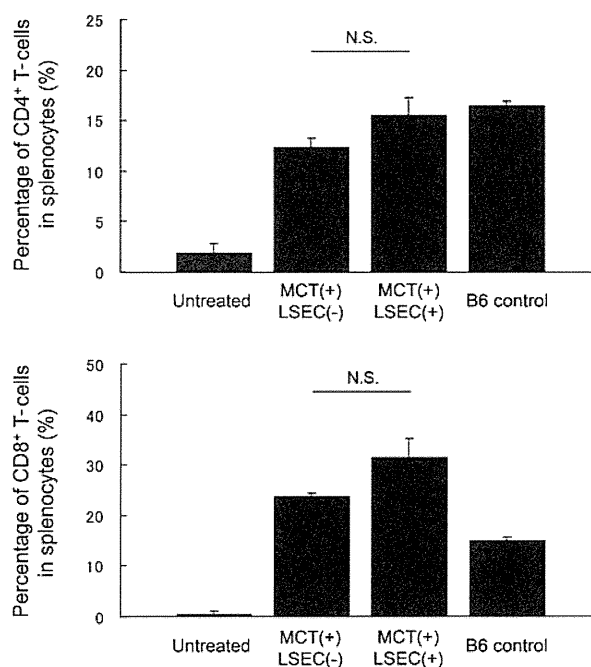 N.S.
Percentage of CD4⁺ T-cells
in splenocytes (%)
25
20
15
10
5
0
Untreated
MCT(+)
LSEC(-)
MCT(+)
LSEC(+)
B6 control
N.S.
Percentage of CD8⁺ T-cells
in splenocytes (%)
50
40
30
20
10
0
Untreated
MCT(+)
LSEC(-)
MCT(+)
LSEC(+)
B6 control